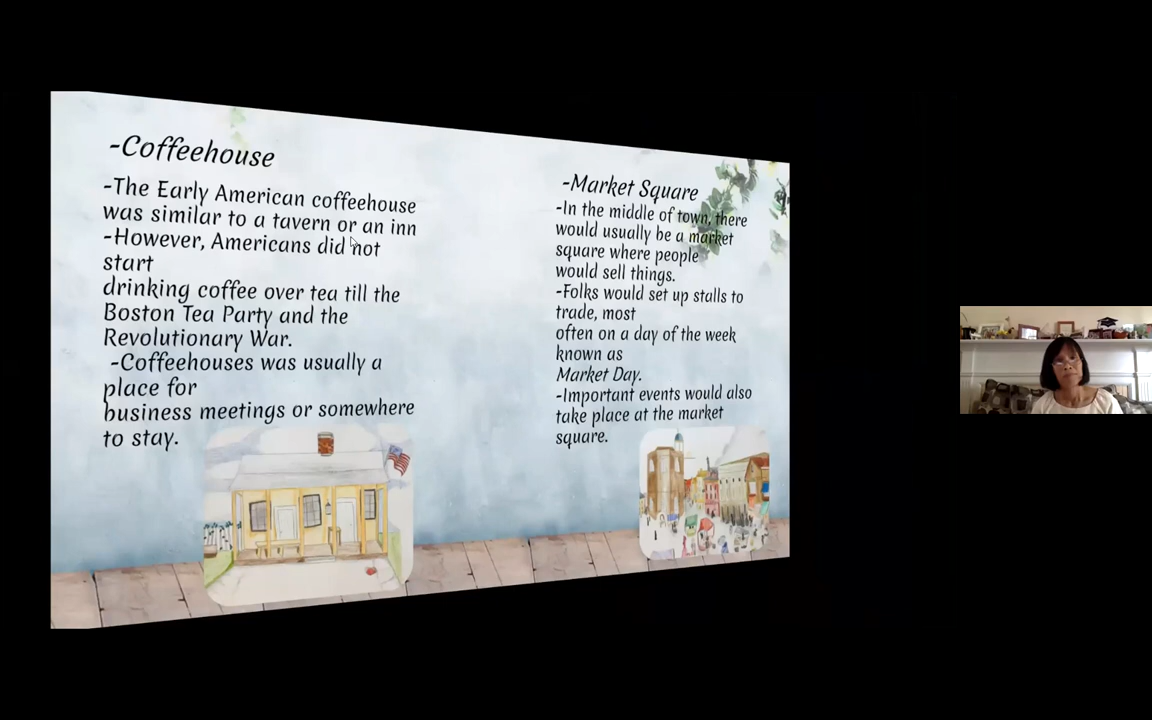 -Coffeehouse
-The Early American coffeehouse
was similar to a tavern or an inn
-However, Americans did not
start
drinking coffee over tea till the
Boston Tea Party and the
Revolutionary War.
-Coffeehouses was usually a
place for
business meetings or somewhere
to stay.
-Market Square
-In the middle of town, there
would usually be a market
square where people
would sell things.
-Folks would set up stalls to
trade, most
often on a day of the week
known as
Market Day.
-Important events would also
take place at the market
square.